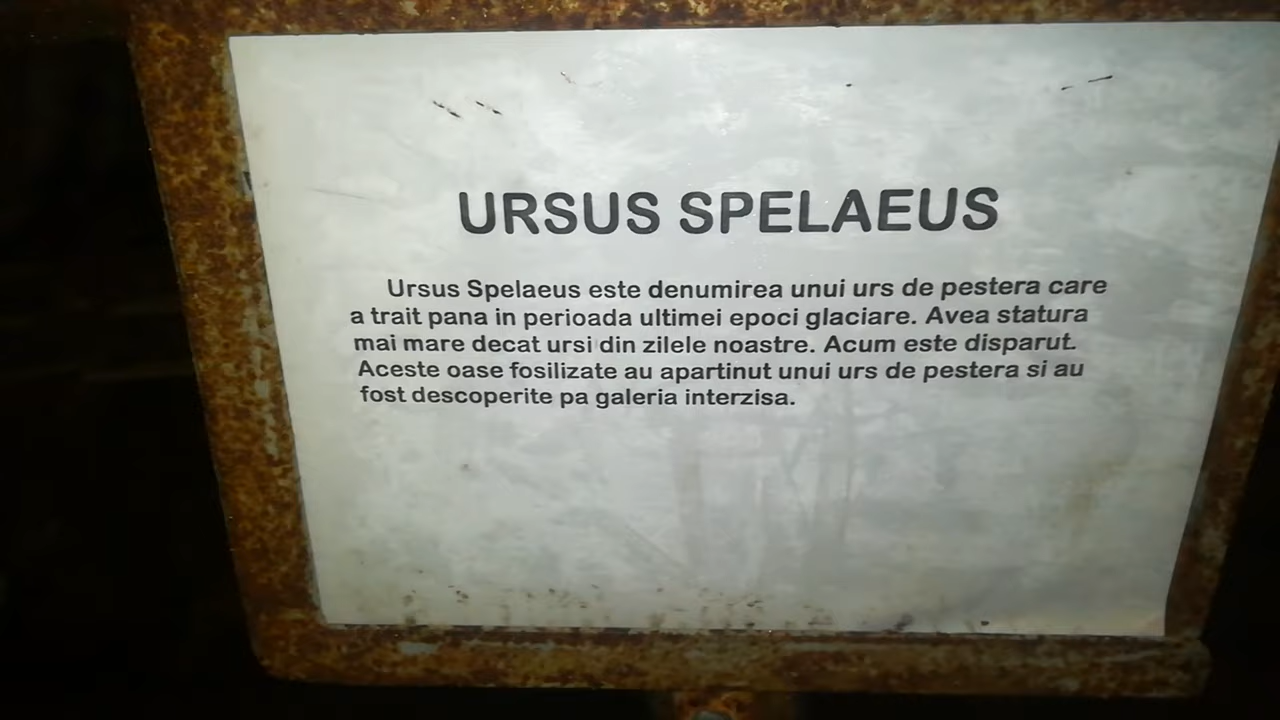 URSUS SPELAEUS
Ursus Spelaeus este denumirea unui urs de pestera care
a trait pana in perioada ultimei epoci glaciare. Avea statura
mai mare decat ursi din zilele noastre. Acum este disparut.
Aceste oase fosilizate au apartinut unui urs de pestera si au
fost descoperite pa galeria interzisa.